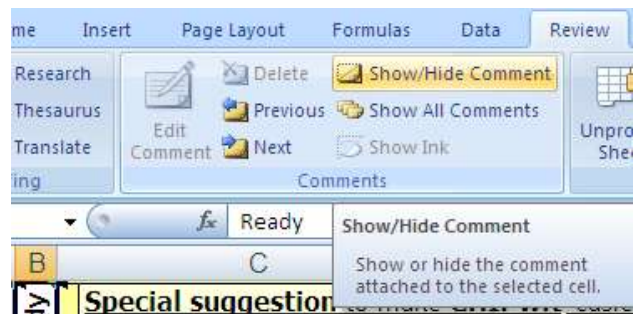 me Insert Page Layout Formulas Data Review
Research Delete Show/Hide Comment
Thesaurus Edit Comment Previous Show All Comments Unpro
Translate Next Show Ink She
ing Comments
fx Ready
Show/Hide Comment
B C
Show or hide the comment
attached to the selected cell.
Special suggestion to make